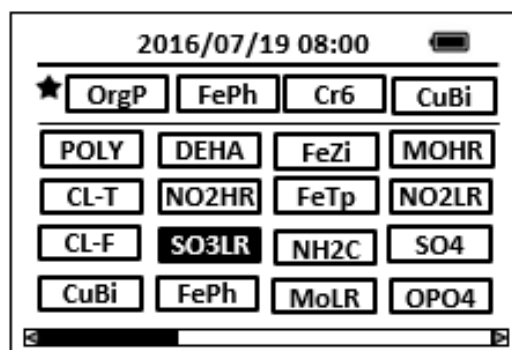 2016/07/19 08:00
OrgP FePh Cr6 CuBi
POLY DEHA FeZi MOHR
CL-T NO2HR FeTp NO2LR
CL-F SO3LR NH2C SO4
CuBi FePh MoLR OPO4